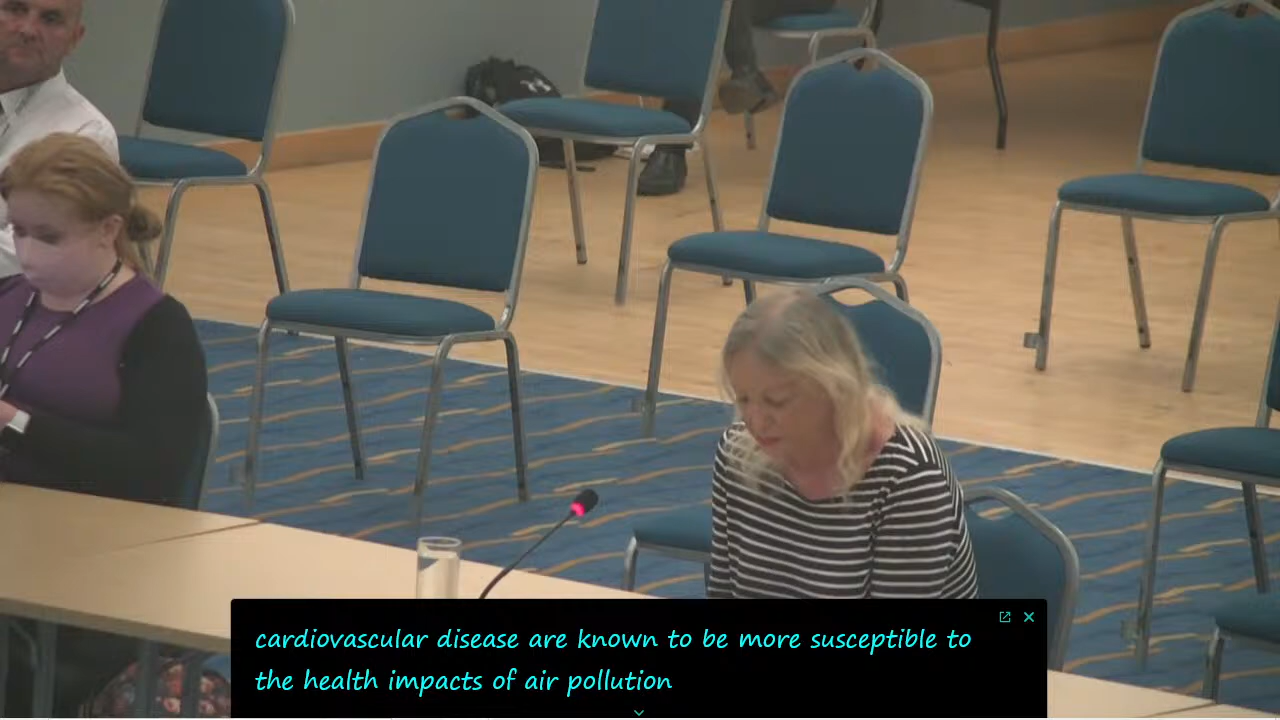 cardiovascular disease are known to be more susceptible to
the health impacts of air pollution